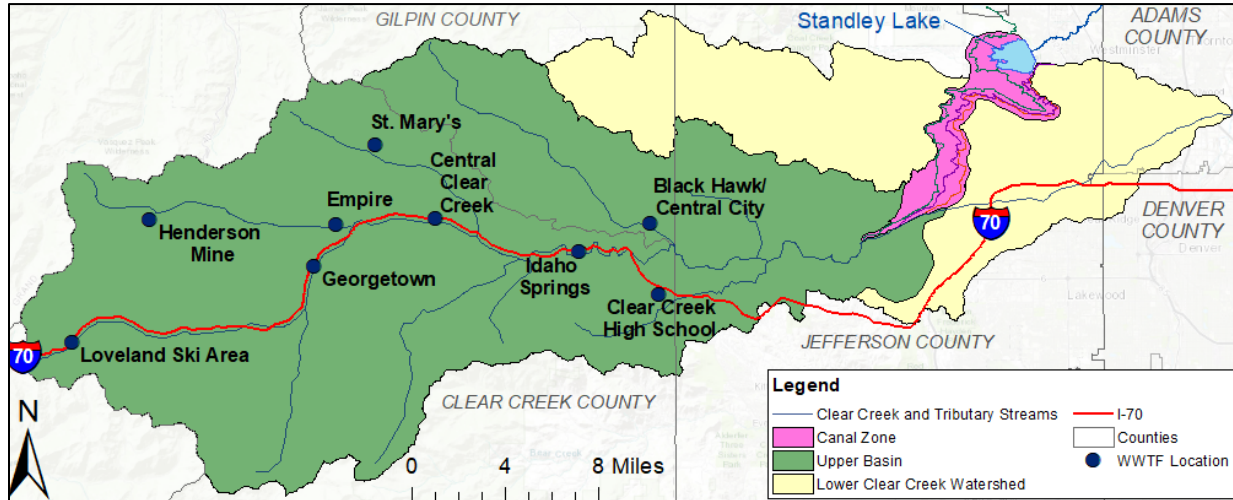 GILPIN COUNTY
Standley Lake
ADAMS
COUNTY
Westminster
St. Mary's
Central
Clear
Creek
Empire
Black Hawk/
Central City
Henderson
Mine
Georgetown
Idaho
Springs
Clear Creek
High School
70
DENVER
COUNTY
Denver
Lakewood
70
Loveland Ski Area
JEFFERSON COUNTY
CLEAR CREEK COUNTY
N
0 4 8 Miles
Legend
Clear Creek and Tributary Streams
Canal Zone
Upper Basin
Lower Clear Creek Watershed
I-70
Counties
WWTF Location